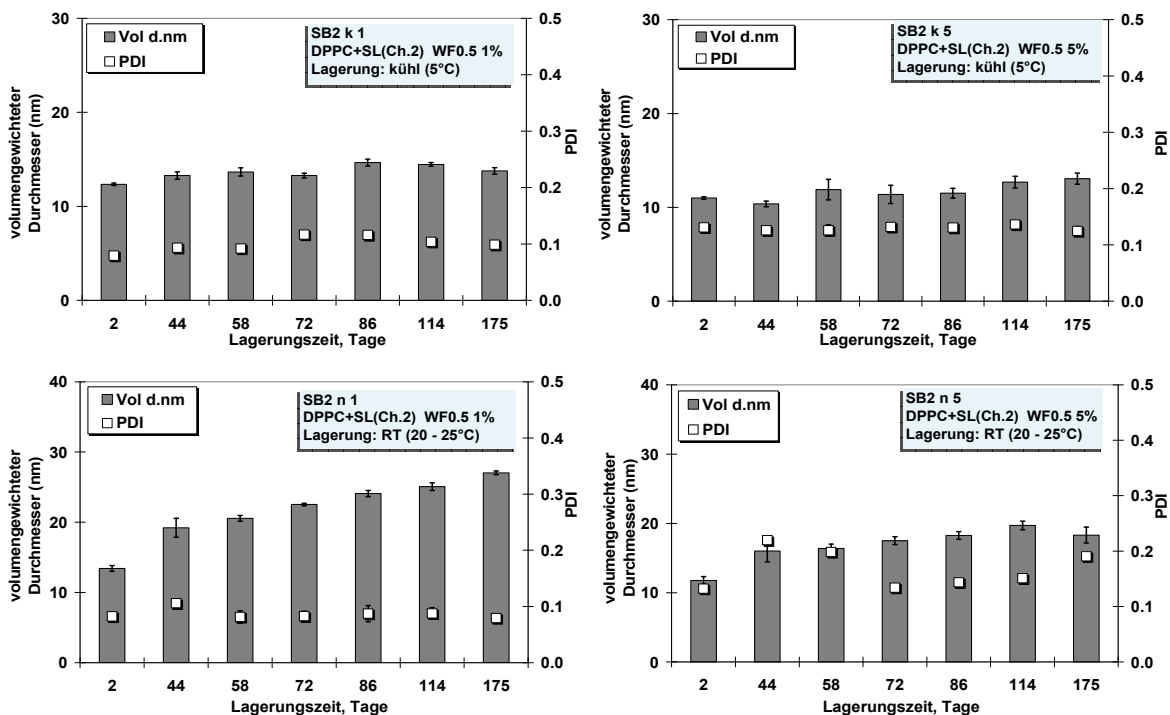 30
20
10
0
volumengewichteter
Durchmesser (nm)
Vol d.nm
PDI
SB2 k 1
DPPC+SL(Ch.2) WF0.5 1%
Lagerung: kühl (5°C)
0.5
0.4
0.3
0.2
0.1
0.0
PDI
2 44 58 72 86 114 175
Lagerungszeit, Tage
30
20
10
0
volumengewichteter
Durchmesser (nm)
Vol d.nm
PDI
SB2 k 5
DPPC+SL(Ch.2) WF0.5 5%
Lagerung: kühl (5°C)
0.5
0.4
0.3
0.2
0.1
0.0
PDI
2 44 58 72 86 114 175
Lagerungszeit, Tage
40
30
20
10
0
volumengewichteter
Durchmesser (nm)
Vol d.nm
PDI
SB2 n 1
DPPC+SL(Ch.2) WF0.5 1%
Lagerung: RT (20 - 25°C)
0.5
0.4
0.3
0.2
0.1
0.0
PDI
2 44 58 72 86 114 175
Lagerungszeit, Tage
40
30
20
10
0
volumengewichteter
Durchmesser (nm)
Vol d.nm
PDI
SB2 n 5
DPPC+SL(Ch.2) WF0.5 5%
Lagerung: RT (20 - 25°C)
0.5
0.4
0.3
0.2
0.1
0.0
PDI
2 44 58 72 86 114 175
Lagerungszeit, Tage